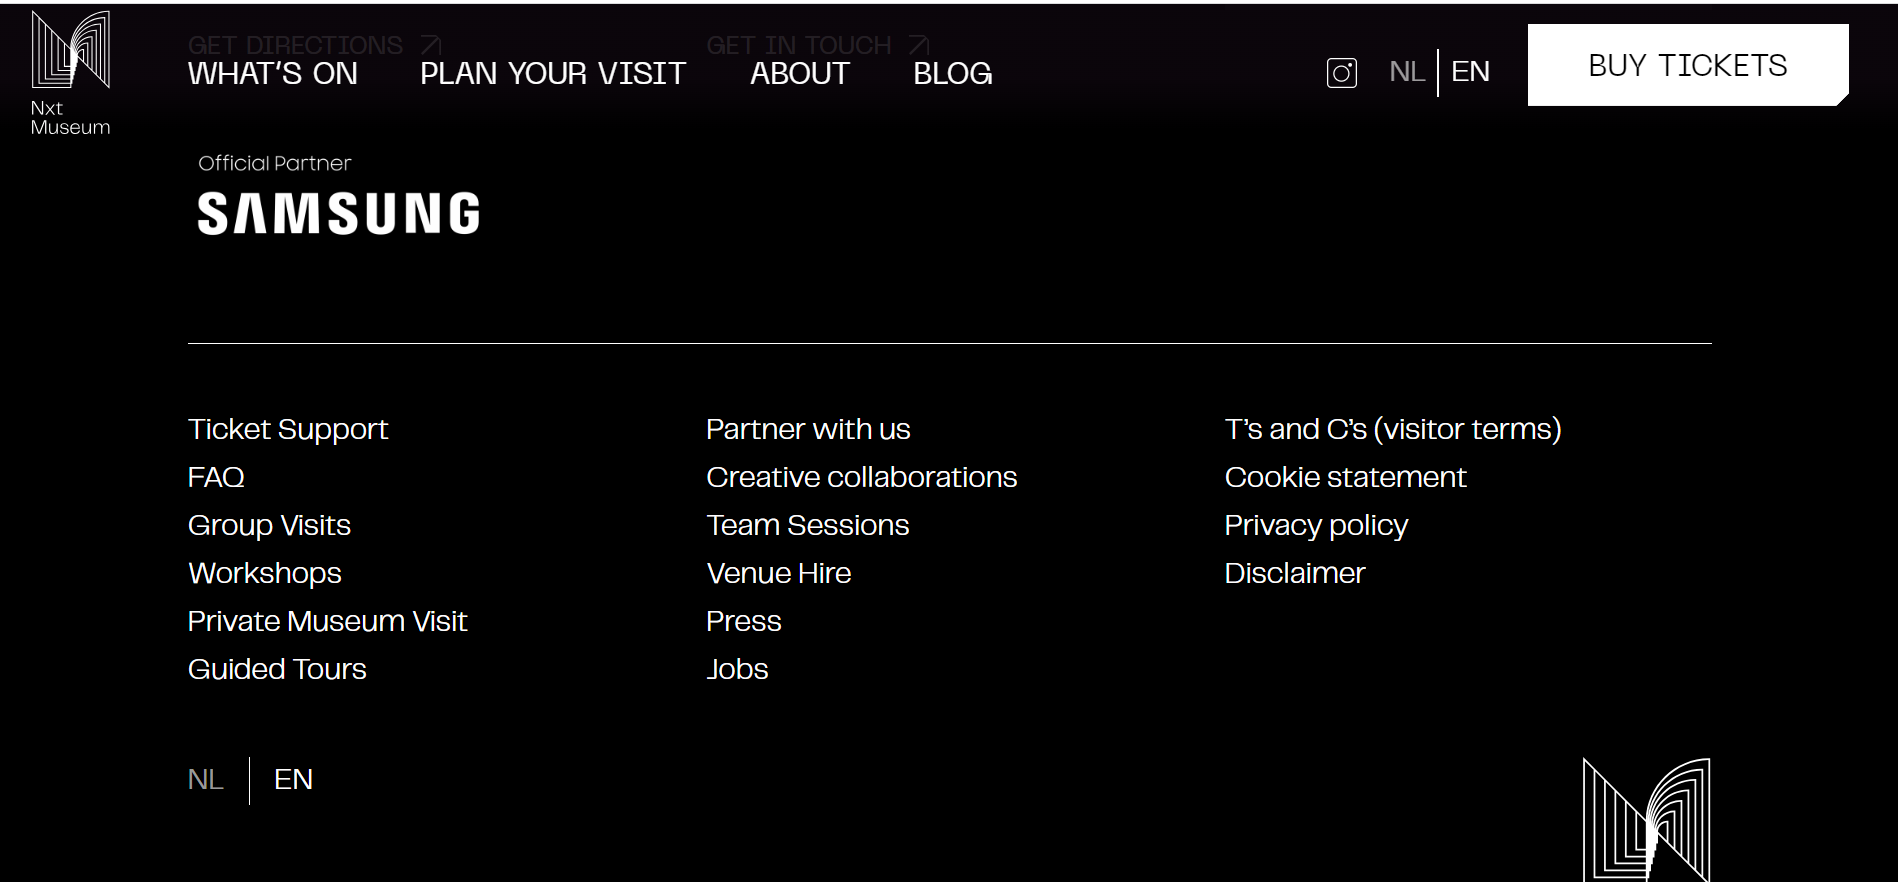 GET DIRECTIONS
GET IN TOUCH
WHAT'S ON
PLAN YOUR VISIT
ABOUT
BLOG
NL
EN
BUY TICKETS
Nxt
Museum
Official Partner
SAMSUNG
Ticket Support
FAQ
Group Visits
Workshops
Private Museum Visit
Guided Tours
Partner with us
Creative collaborations
Team Sessions
Venue Hire
Press
Jobs
T’s and C’s (visitor terms)
Cookie statement
Privacy policy
Disclaimer
NL
EN